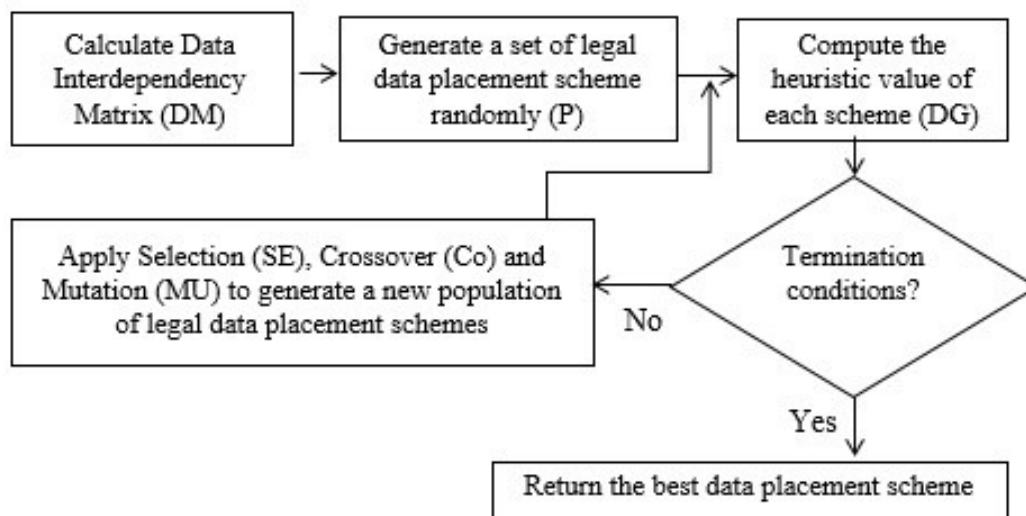 Calculate Data
Interdependency
Matrix (DM)
Generate a set of legal
data placement scheme
randomly (P)
Compute the
heuristic value of
each scheme (DG)
Termination
conditions?
Apply Selection (SE), Crossover (Co) and
Mutation (MU) to generate a new population
of legal data placement schemes
No
Yes
Return the best data placement scheme